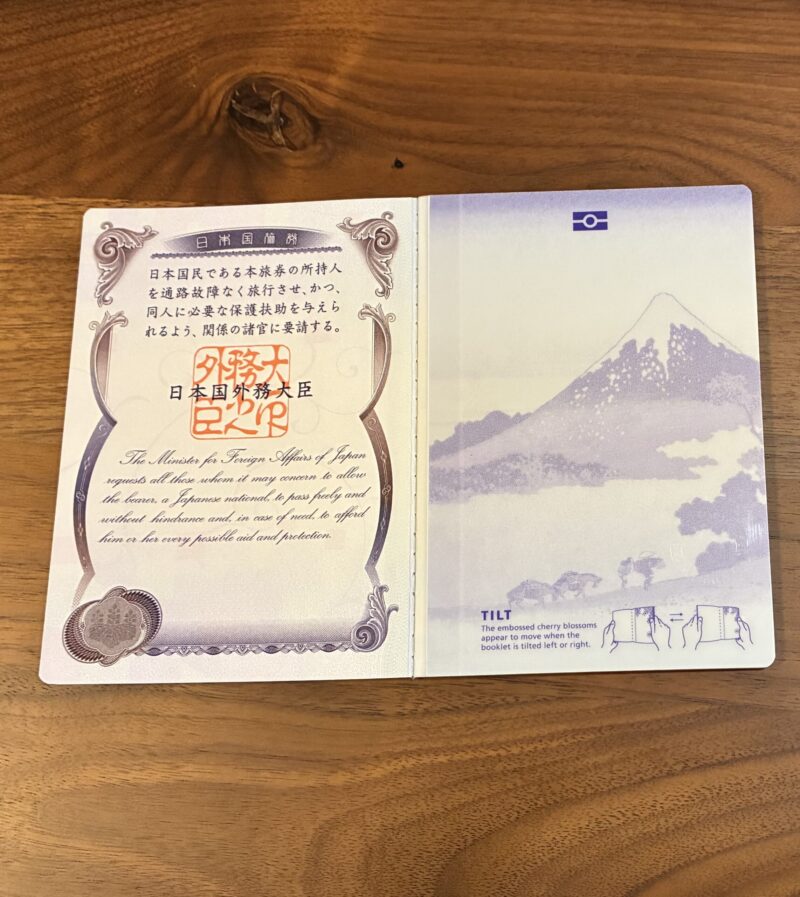 日本国旅券
日本国民である本旅券の所持人
を通路故障なく旅行させ、かつ、
同人に必要な保護扶助を与えら
れるよう、関係の諸官に要請する。
外務大臣
日本国外務大臣
The Minister for Foreign Affairs of Japan
requests all those whom it may concern to allow
the bearer, a Japanese national, to pass freely and
without hindrance and, in case of need, to afford
him or her every possible aid and protection.
TILT
The embossed cherry blossoms
appear to move when the
booklet is tilted left or right.